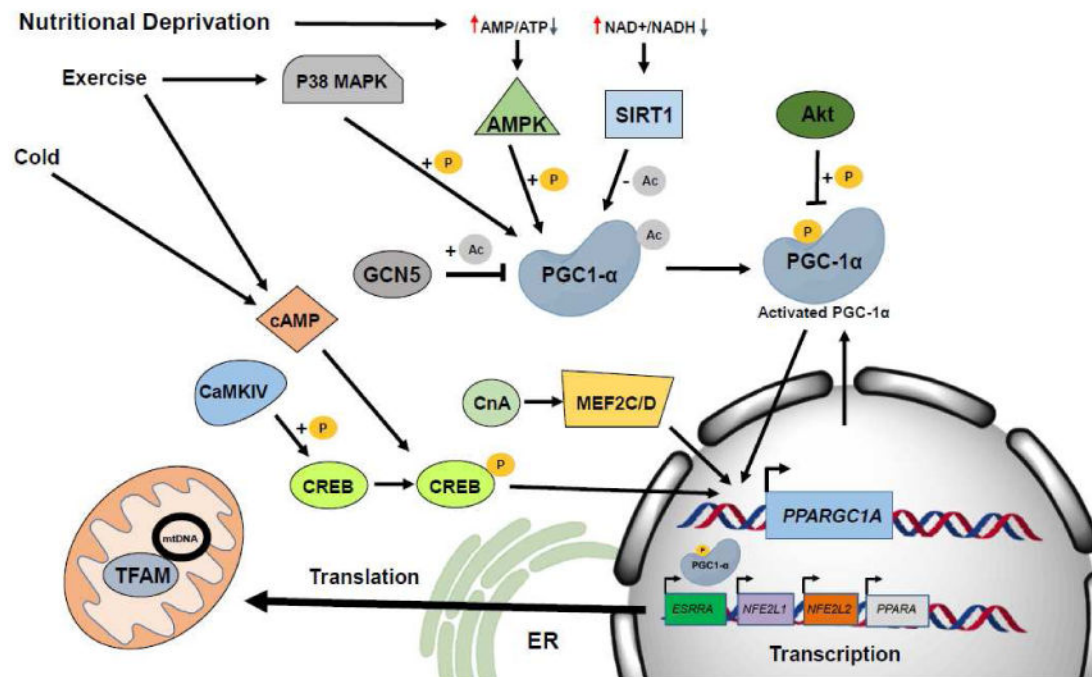 Nutritional Deprivation
↑AMP/ATP↓
↑NAD+/NADH↓
Exercise
P38 MAPK
AMPK
SIRT1
Akt
Cold
+ P
+ P
- Ac
+ P
GCN5
+ Ac
PGC1-α
Ac
P
PGC-1α
Activated PGC-1α
cAMP
CaMKIV
+ P
CnA
MEF2C/D
CREB
CREB
P
PPARGC1A
mtDNA
TFAM
Translation
ER
P
PGC1-α
ESRRA
NFE2L1
NFE2L2
PPARA
Transcription